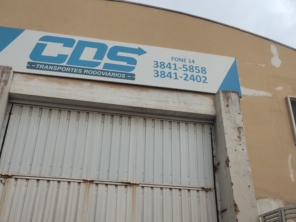 CDS
TRANSPORTES RODOVIÁRIOS
FONE 14
3841-5858
3841-2402